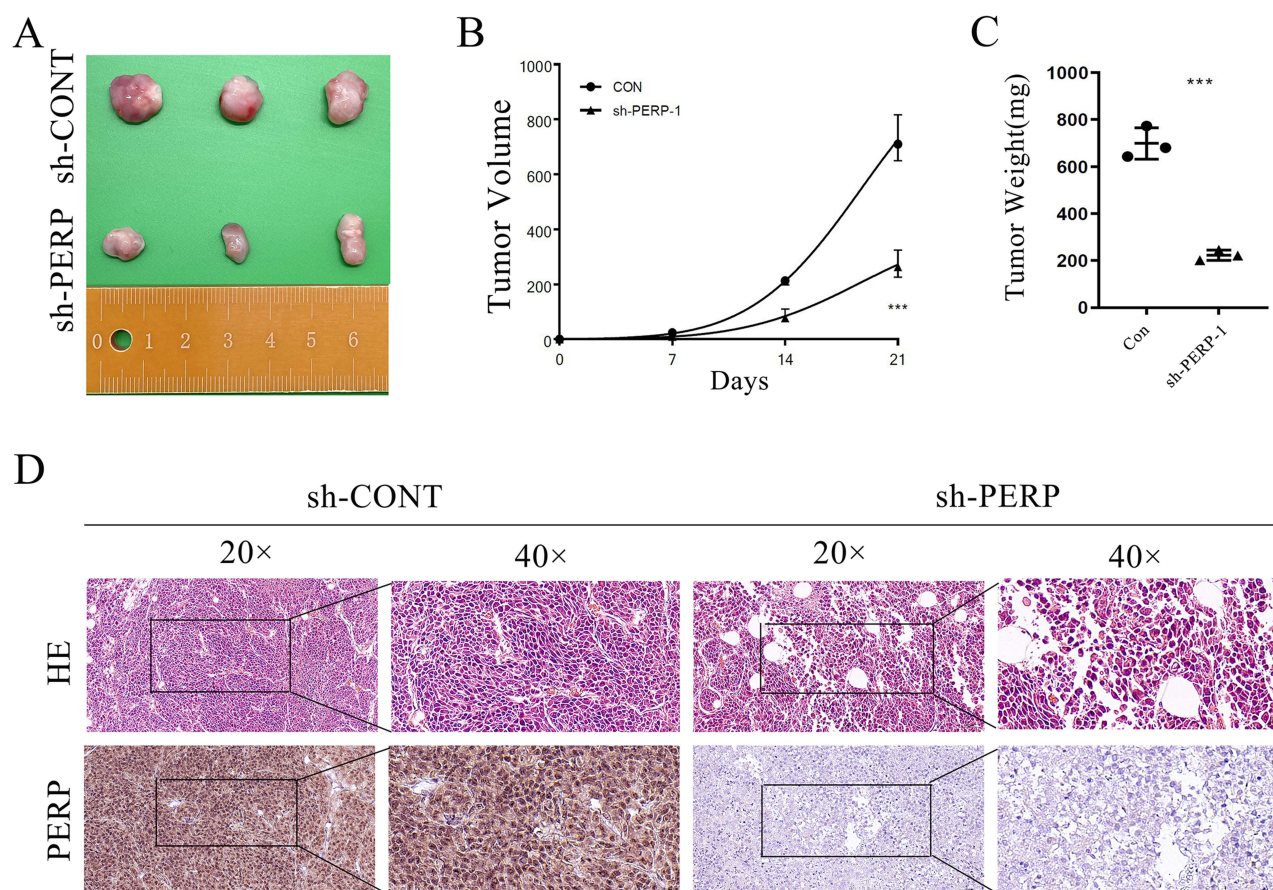 A
sh-CONT
sh-PERP
0 1 2 3 4 5 6
B
Tumor Volume
1000
800
600
400
200
0
CON
sh-PERP-1
***
0 7 14 21
Days
C
Tumor Weight(mg)
1000
800
600
400
200
0
***
Con
sh-PERP-1
D
sh-CONT sh-PERP
20× 40× 20× 40×
HE
PERP